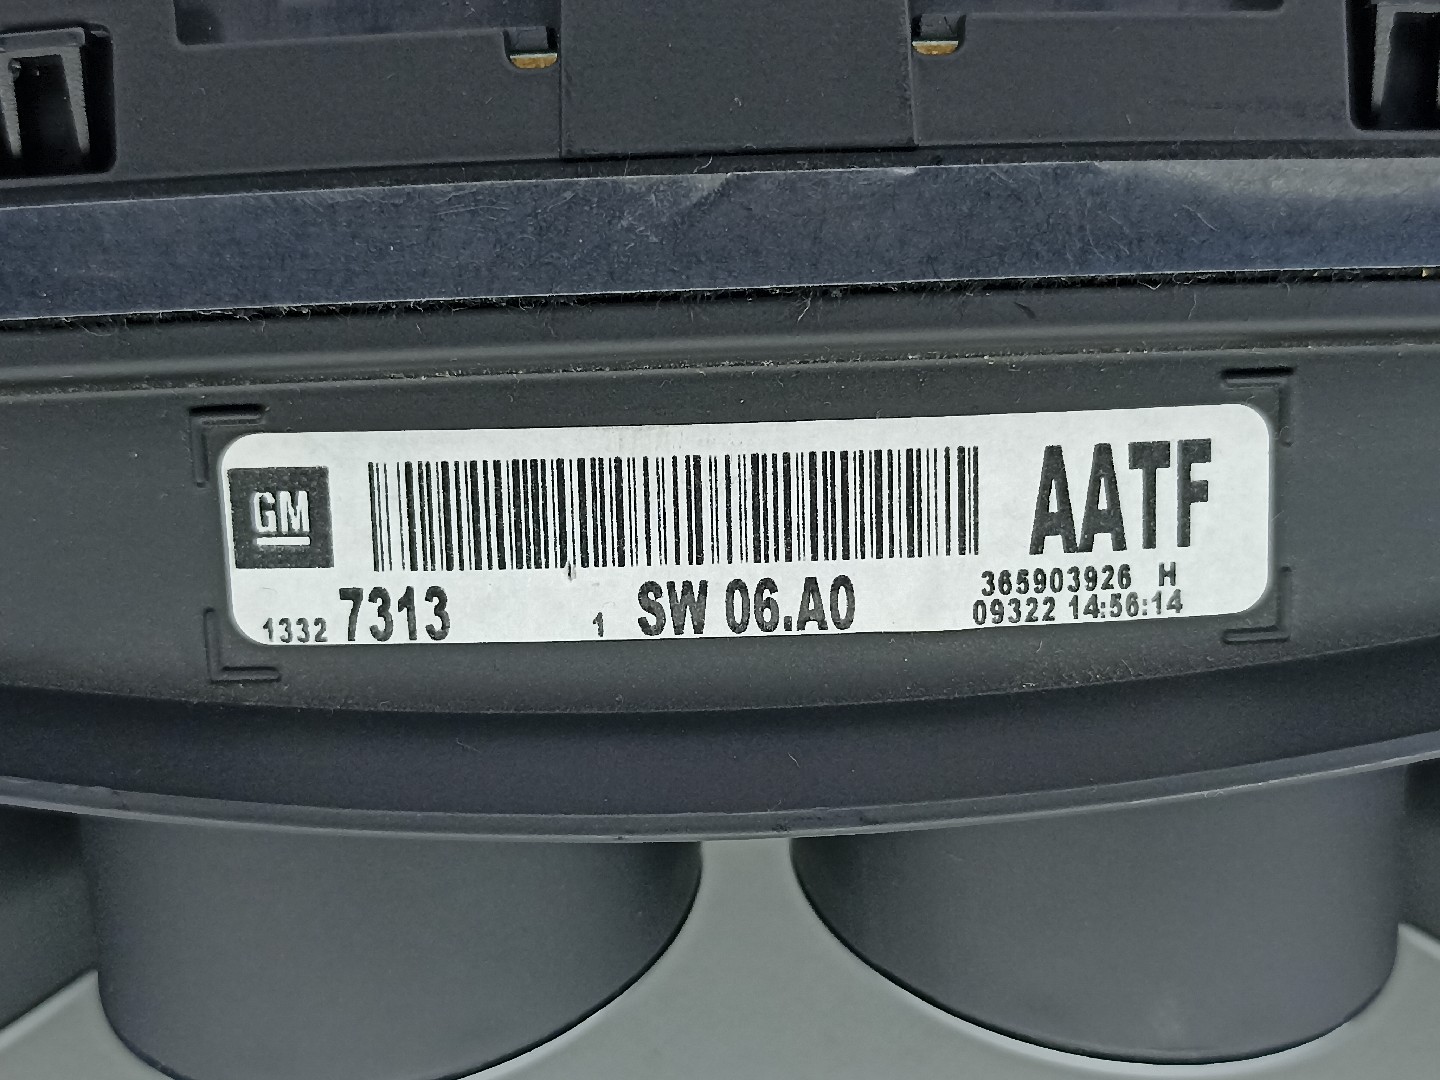 GM
AATF
1332 7313 1 SW 06.A0
365903926 H
09322 14:56:14